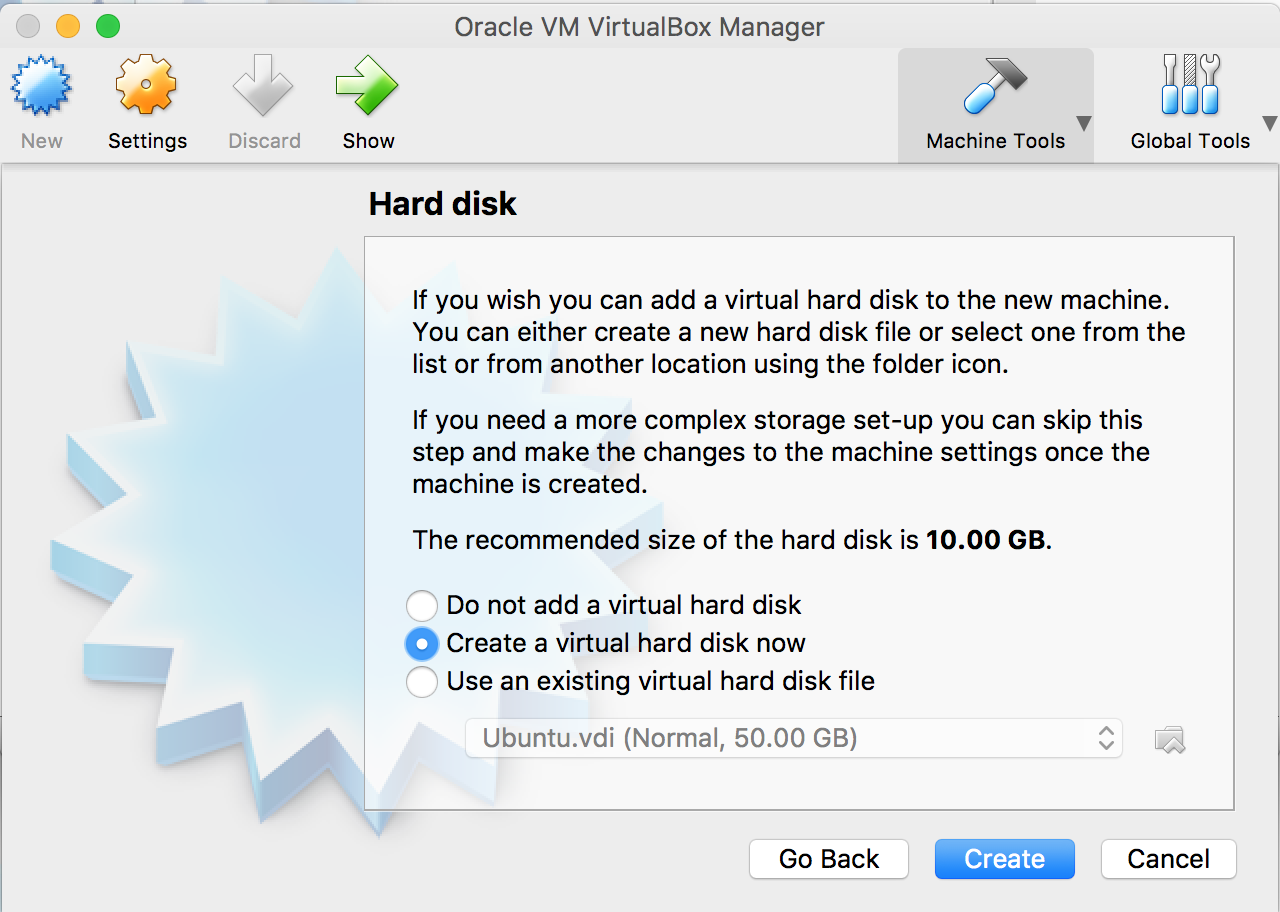 Oracle VM VirtualBox Manager
New
Settings
Discard
Show
Machine Tools
Global Tools
Hard disk
If you wish you can add a virtual hard disk to the new machine.
You can either create a new hard disk file or select one from the
list or from another location using the folder icon.
If you need a more complex storage set-up you can skip this
step and make the changes to the machine settings once the
machine is created.
The recommended size of the hard disk is 10.00 GB.
Do not add a virtual hard disk
Create a virtual hard disk now
Use an existing virtual hard disk file
Ubuntu.vdi (Normal, 50.00 GB)
Go Back
Create
Cancel